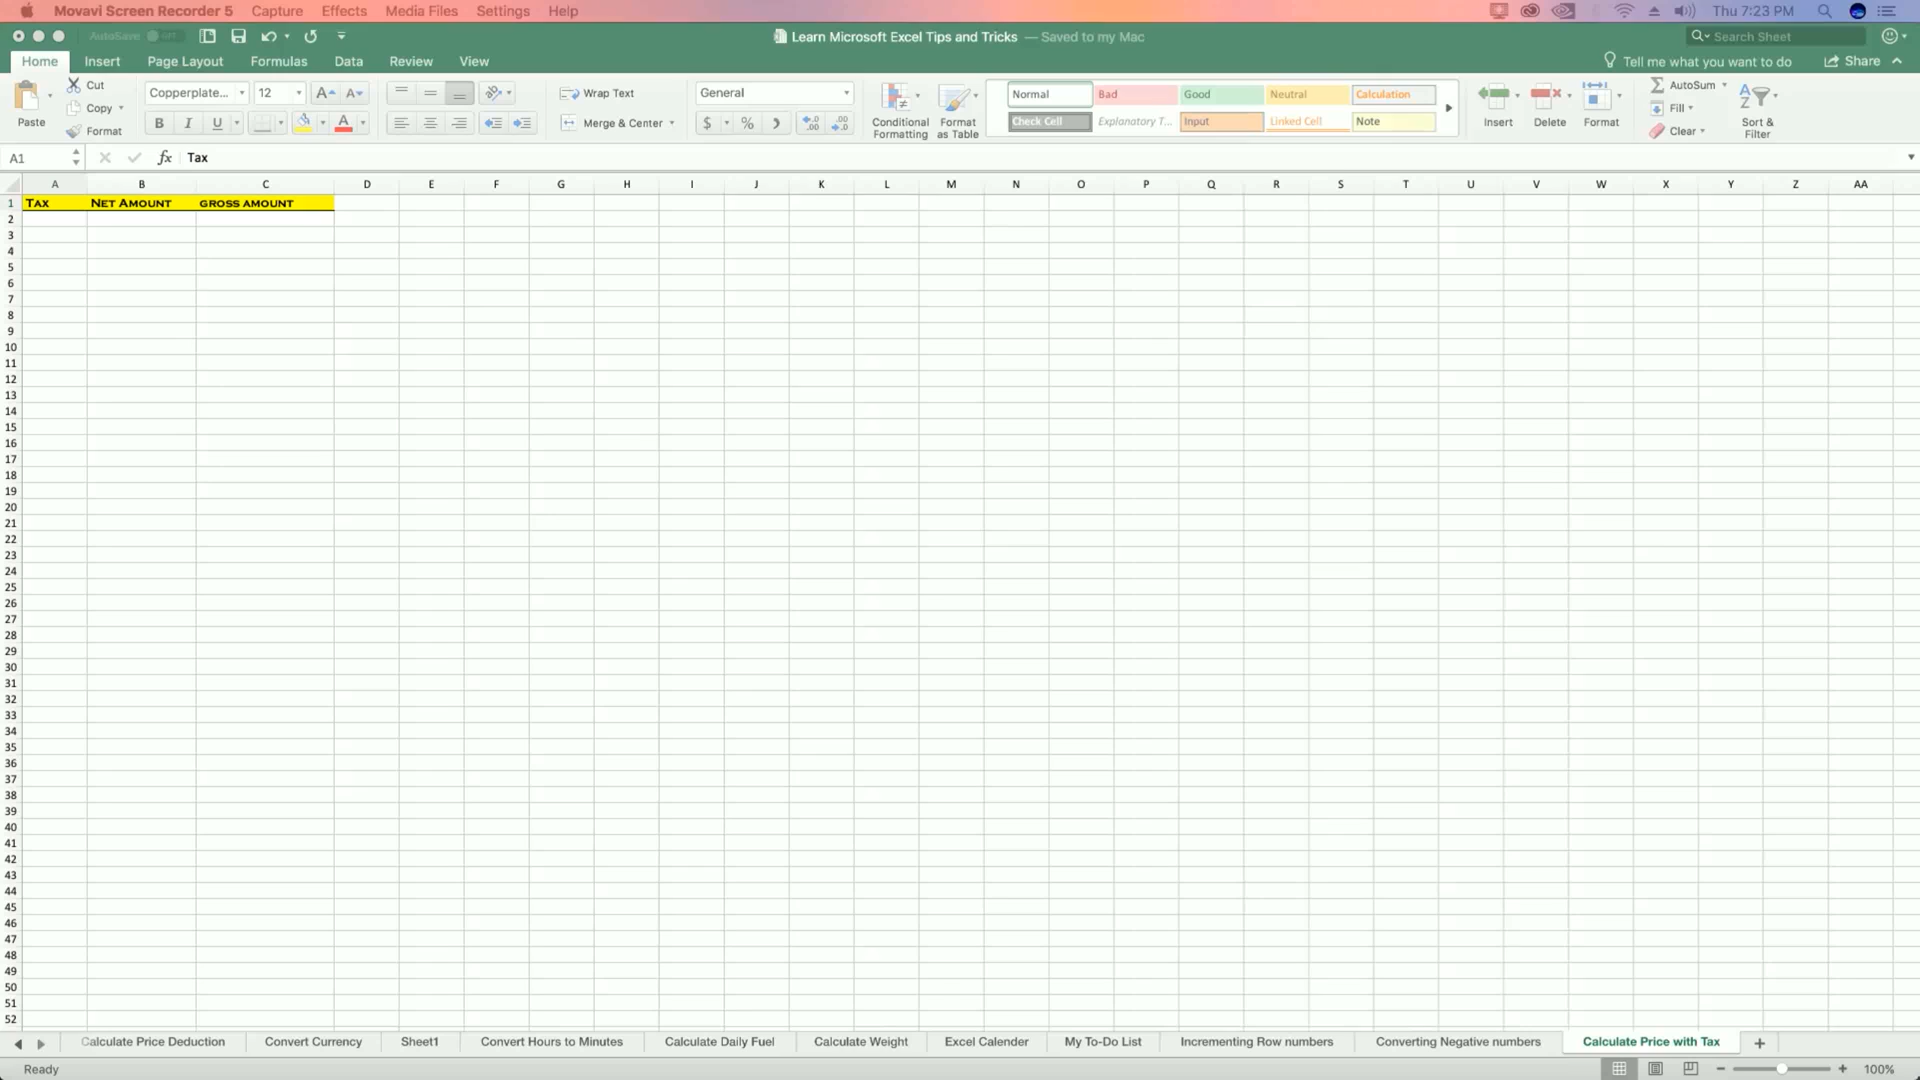 Movavi Screen Recorder 5 Capture Effects Media Files Settings Help Thu 7:23 PM
AutoSave OFF Learn Microsoft Excel Tips and Tricks — Saved to my Mac Search Sheet
Home Insert Page Layout Formulas Data Review View Tell me what you want to do Share
Paste Cut Copy Format
Copperplate... 12 A A
B I U A
Wrap Text
Merge & Center
General
$ % )
Conditional Formatting
Format as Table
Normal Bad Good Neutral Calculation
Check Cell Explanatory T... Input Linked Cell Note
Insert Delete Format
AutoSum
Fill
Clear
Sort & Filter
A1 fx Tax
A B C D E F G H I J K L M N O P Q R S T U V W X Y Z AA
1 Tax Net Amount gross amount
2
3
4
5
6
7
8
9
10
11
12
13
14
15
16
17
18
19
20
21
22
23
24
25
26
27
28
29
30
31
32
33
34
35
36
37
38
39
40
41
42
43
44
45
46
47
48
49
50
51
52
Calculate Price Deduction Convert Currency Sheet1 Convert Hours to Minutes Calculate Daily Fuel Calculate Weight Excel Calender My To-Do List Incrementing Row numbers Converting Negative numbers Calculate Price with Tax +
Ready 100%